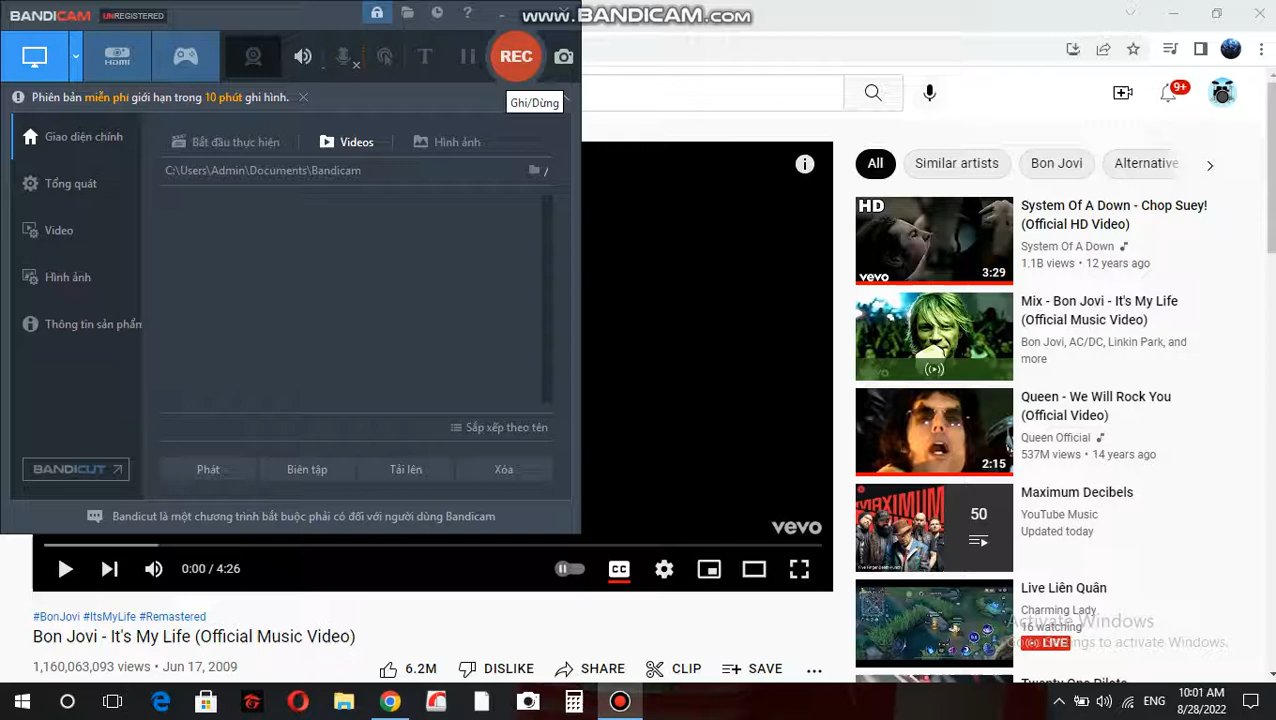 BANDICAM UNREGISTERED
www.BANDICAM.com
HDMI
REC
Phiên bản miễn phí giới hạn trong 10 phút ghi hình.
Ghi/Dừng
Giao diện chính
Tổng quát
Video
Hình ảnh
Thông tin sản phẩn
Bắt đầu thực hiện
Videos
Hình ảnh
C:\Users\Admin\Documents\Bandicam
Sắp xếp theo tên
BANDICUT
Phát
Biên tập
Tải lên
Xóa
Bandicut là một chương trình bắt buộc phải có đối với người dùng Bandicam
vevo
0:00 / 4:26
CC
#BonJovi #ItsMyLife #Remastered
Bon Jovi - It's My Life (Official Music Video)
1,160,063,093 views • Jun 17, 2009
6.2M
DISLIKE
SHARE
CLIP
SAVE
9+
All
Similar artists
Bon Jovi
Alternative
HD
vevo
3:29
System Of A Down - Chop Suey!
(Official HD Video)
System Of A Down
1.1B views • 12 years ago
vevo
Mix - Bon Jovi - It's My Life
(Official Music Video)
Bon Jovi, AC/DC, Linkin Park, and
more
2:15
Queen - We Will Rock You
(Official Video)
Queen Official
537M views • 14 years ago
MAXIMUM
50
Maximum Decibels
YouTube Music
Updated today
Live Liên Quân
Charming Lady
16 watching
LIVE
Activate Windows
Go to Settings to activate Windows.
Twenty One Pilots
ENG
10:01 AM
8/28/2022